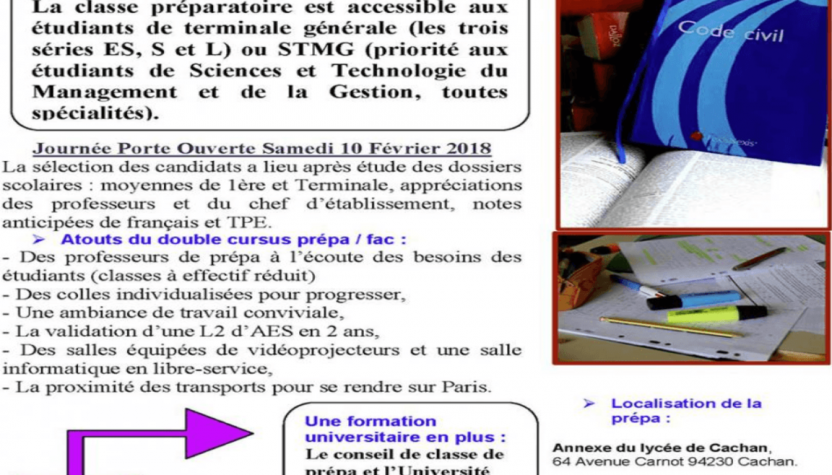 La classe préparatoire est accessible aux
étudiants de terminale générale (les trois
séries ES, S et L) ou STMG (priorité aux
étudiants de Sciences et Technologie du
Management et de la Gestion, toutes
spécialités).
Journée Porte Ouverte Samedi 10 Février 2018
La sélection des candidats a lieu après étude des dossiers
scolaires : moyennes de 1ère et Terminale, appréciations
des professeurs et du chef d'établissement, notes
anticipées de français et TPE.
➢ Atouts du double cursus prépa / fac :
- Des professeurs de prépa à l'écoute des besoins des
étudiants (classes à effectif réduit)
- Des colles individualisées pour progresser,
- Une ambiance de travail conviviale,
- La validation d'une L2 d'AES en 2 ans,
- Des salles équipées de vidéoprojecteurs et une salle
informatique en libre-service,
- La proximité des transports pour se rendre sur Paris.
Une formation
universitaire en plus :
Le conseil de classe de
prépa et l'Université
Code civil
➢ Localisation de la
prépa :
Annexe du lycée de Cachan,
64 Avenue Carnot 94230 Cachan.